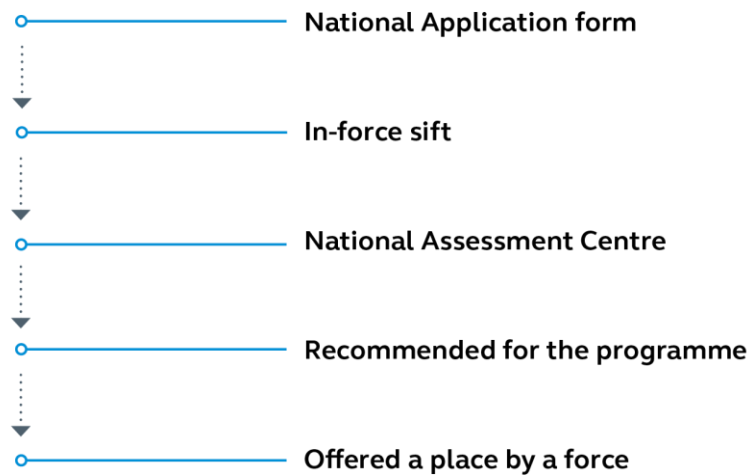 National Application form
In-force sift
National Assessment Centre
Recommended for the programme
Offered a place by a force